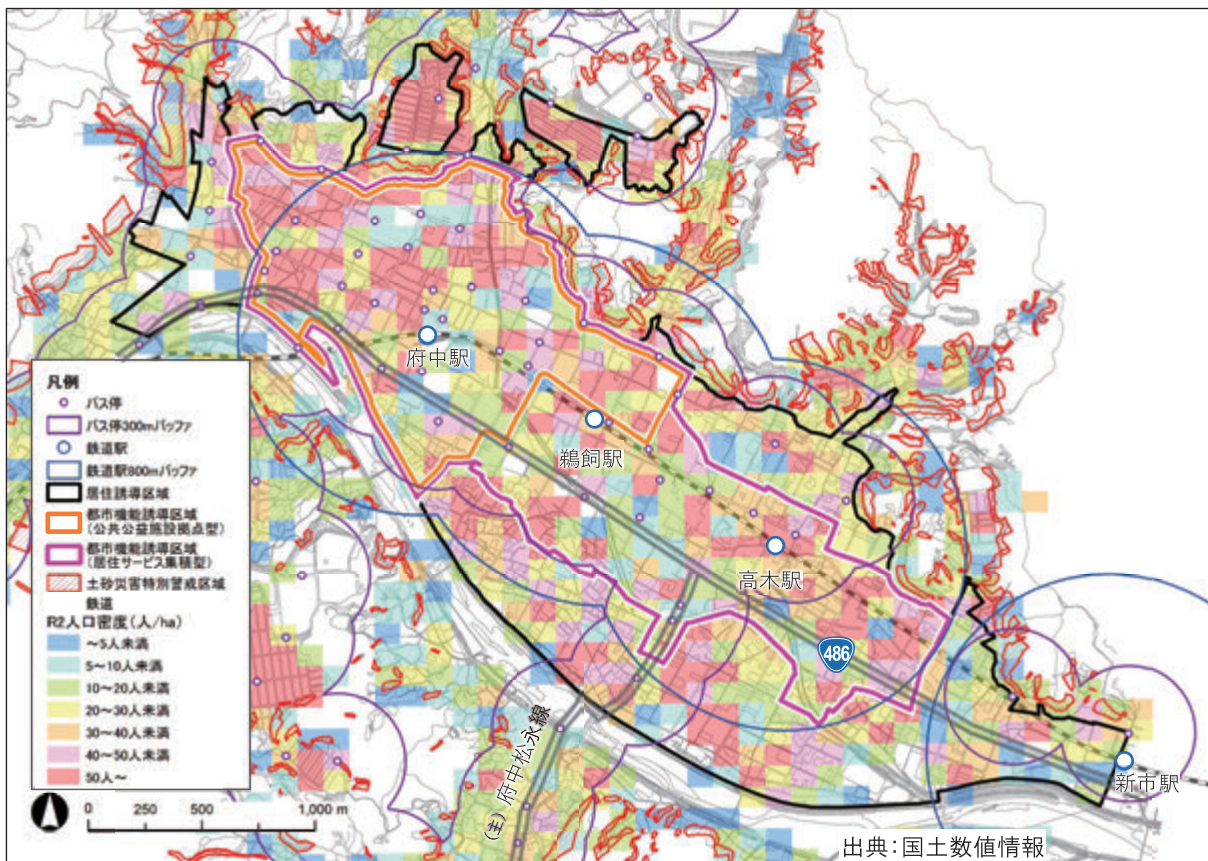 府中駅
鵜飼駅
高木駅
486
新市駅
(主)府中松永線
凡例
バス停
バス停300mバッファ
鉄道駅
鉄道駅800mバッファ
居住誘導区域
都市機能誘導区域
(公共公益施設拠点型)
都市機能誘導区域
(居住サービス集積型)
土砂災害特別警戒区域
鉄道
R2人口密度(人/ha)
~5人未満
5~10人未満
10~20人未満
20~30人未満
30~40人未満
40~50人未満
50人~
0 250 500 1,000 m
出典:国土数値情報